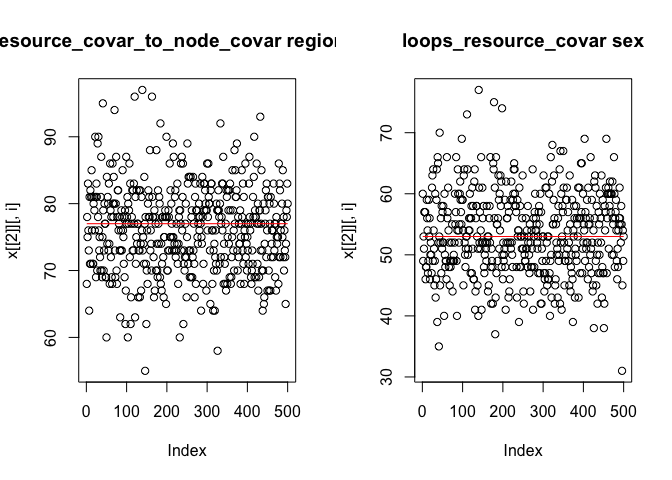 esource_covar_to_node_covar region
loops_resource_covar sex
x[[2]][, i]
90
80
70
60
0 100 200 300 400 500
Index
x[[2]][, i]
70
60
50
40
30
0 100 200 300 400 500
Index